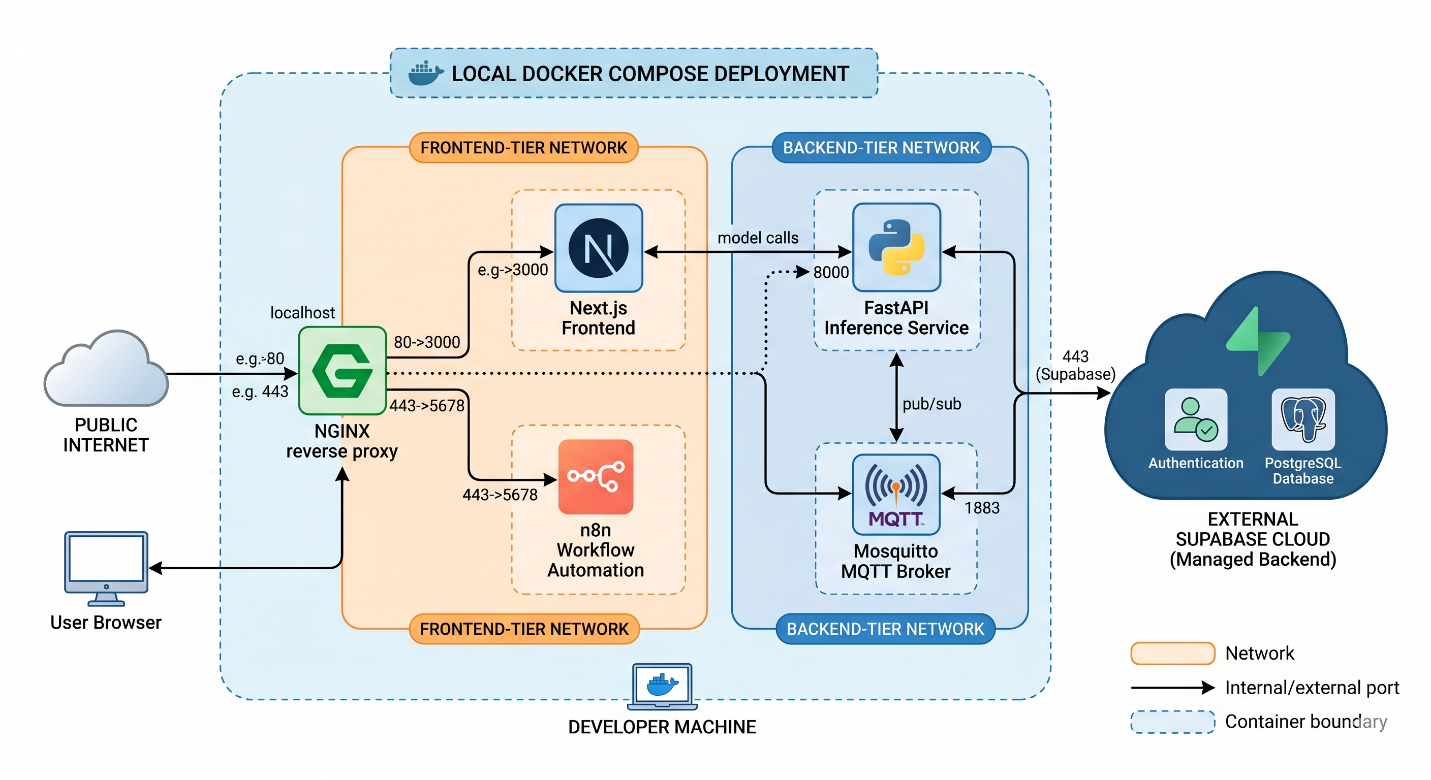 LOCAL DOCKER COMPOSE DEPLOYMENT
FRONTEND-TIER NETWORK
BACKEND-TIER NETWORK
N
model calls
e.g->3000
8000
Next.js
Frontend
FastAPI
Inference Service
localhost
80->3000
e.g.->80
e.g. 443
G
443->5678
NGINX
reverse proxy
PUBLIC
INTERNET
pub/sub
443
(Supabase)
Authentication
PostgreSQL
Database
443->5678
n8n
Workflow
Automation
MQTT
1883
Mosquitto
MQTT Broker
EXTERNAL
SUPABASE CLOUD
(Managed Backend)
User Browser
FRONTEND-TIER NETWORK
BACKEND-TIER NETWORK
DEVELOPER MACHINE
Network
Internal/external port
Container boundary